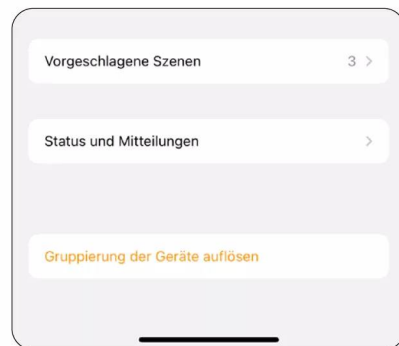 Vorgeschlagene Szenen 3 >
Status und Mitteilungen >
Gruppierung der Geräte auflösen